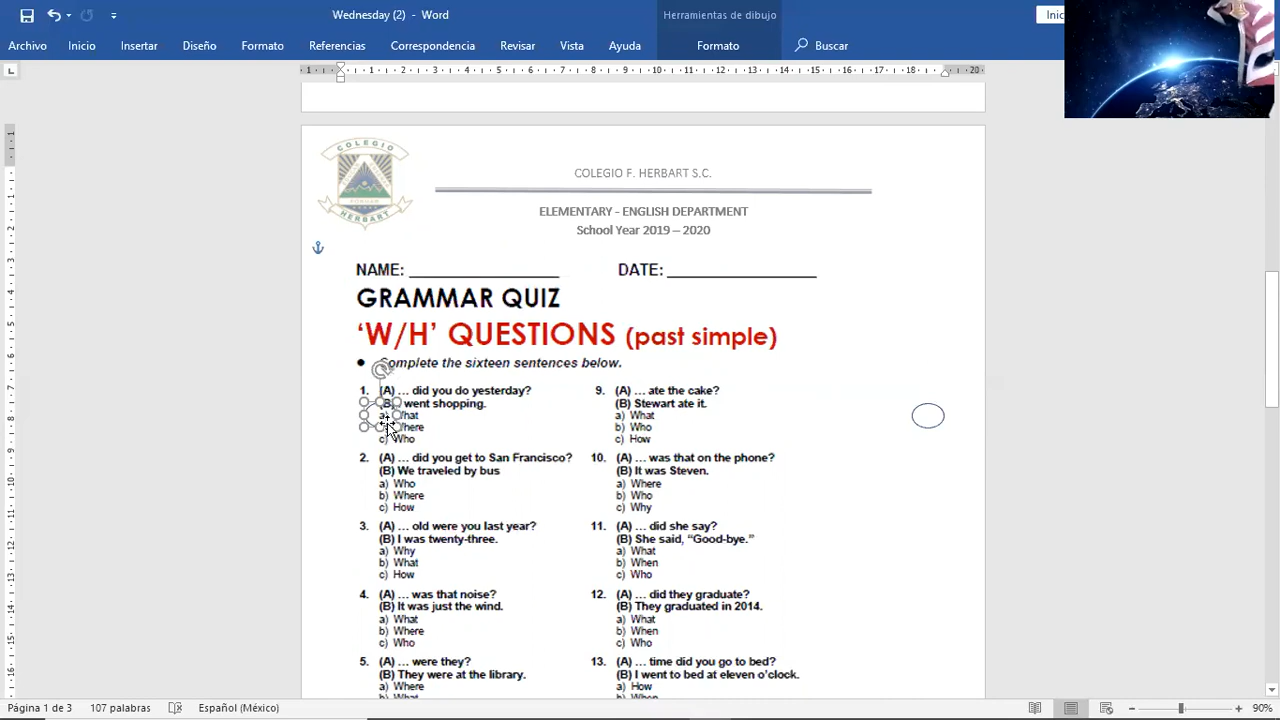 Wednesday (2) - Word
Herramientas de dibujo
Inic
Archivo
Inicio
Insertar
Diseño
Formato
Referencias
Correspondencia
Revisar
Vista
Ayuda
Formato
Buscar
COLEGIO
HERBART
COLEGIO F. HERBART S.C.
ELEMENTARY - ENGLISH DEPARTMENT
School Year 2019 – 2020
NAME: ________________
DATE: ________________
GRAMMAR QUIZ
‘W/H’ QUESTIONS (past simple)
• Complete the sixteen sentences below.
1. (A) ... did you do yesterday?
(B) I went shopping.
a) What
b) Where
c) Who
2. (A) ... did you get to San Francisco?
(B) We traveled by bus
a) Who
b) Where
c) How
3. (A) ... old were you last year?
(B) I was twenty-three.
a) Why
b) What
c) How
4. (A) ... was that noise?
(B) It was just the wind.
a) What
b) Where
c) Who
5. (A) ... were they?
(B) They were at the library.
a) Where
b) What
9. (A) ... ate the cake?
(B) Stewart ate it.
a) What
b) Who
c) How
10. (A) ... was that on the phone?
(B) It was Steven.
a) Where
b) Who
c) Why
11. (A) ... did she say?
(B) She said, “Good-bye.”
a) What
b) When
c) Who
12. (A) ... did they graduate?
(B) They graduated in 2014.
a) What
b) When
c) Who
13. (A) ... time did you go to bed?
(B) I went to bed at eleven o’clock.
a) How
b) When
Página 1 de 3
107 palabras
Español (México)
90%